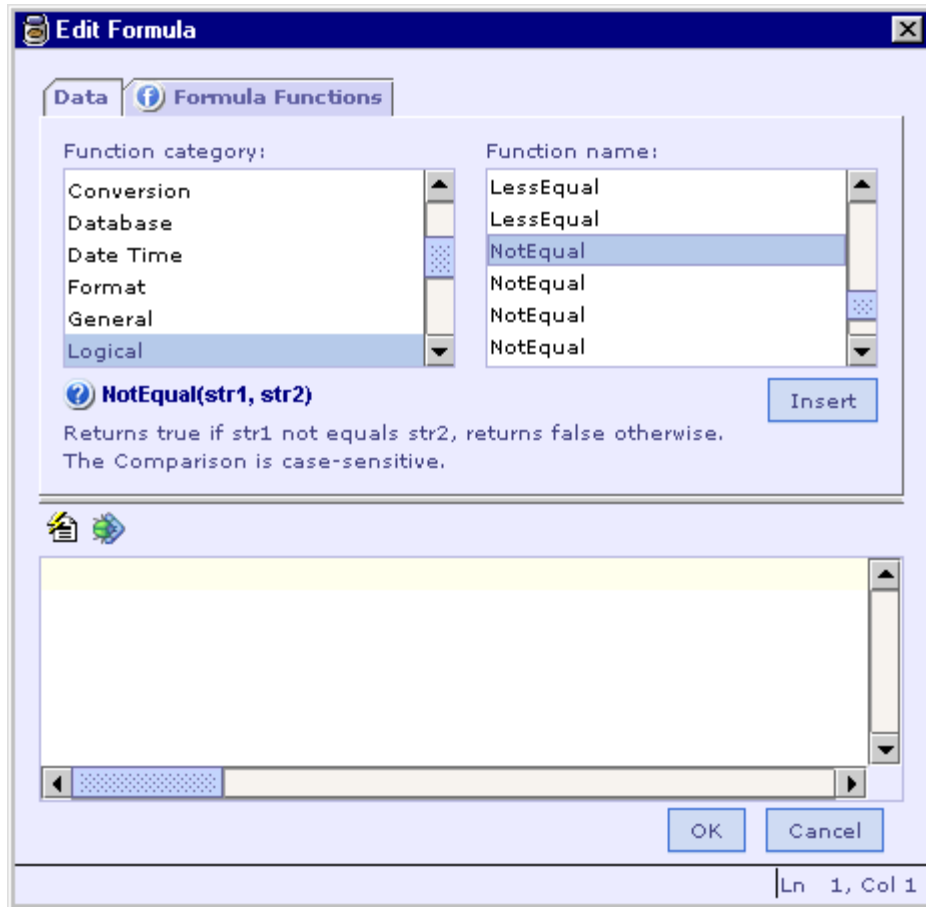 Edit Formula
Data
Formula Functions
Function category:
Function name:
Conversion
Database
Date Time
Format
General
Logical
LessEqual
LessEqual
NotEqual
NotEqual
NotEqual
NotEqual
NotEqual(str1, str2)
Insert
Returns true if str1 not equals str2, returns false otherwise.
The Comparison is case-sensitive.
OK
Cancel
Ln 1, Col 1